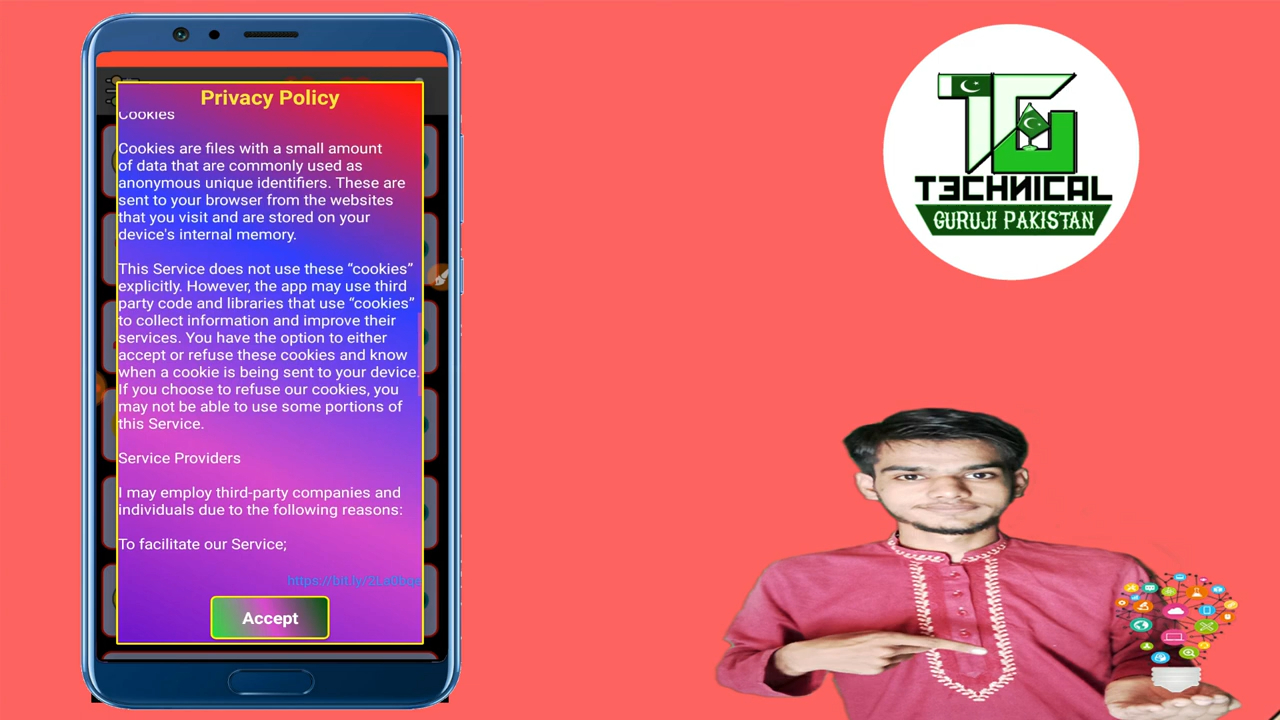 Privacy Policy
Cookies
Cookies are files with a small amount
of data that are commonly used as
anonymous unique identifiers. These are
sent to your browser from the websites
that you visit and are stored on your
device's internal memory.
This Service does not use these “cookies”
explicitly. However, the app may use third
party code and libraries that use “cookies”
to collect information and improve their
services. You have the option to either
accept or refuse these cookies and know
when a cookie is being sent to your device.
If you choose to refuse our cookies, you
may not be able to use some portions of
this Service.
Service Providers
I may employ third-party companies and
individuals due to the following reasons:
To facilitate our Service;
Accept
TG
TECHNICAL
GURUJI PAKISTAN